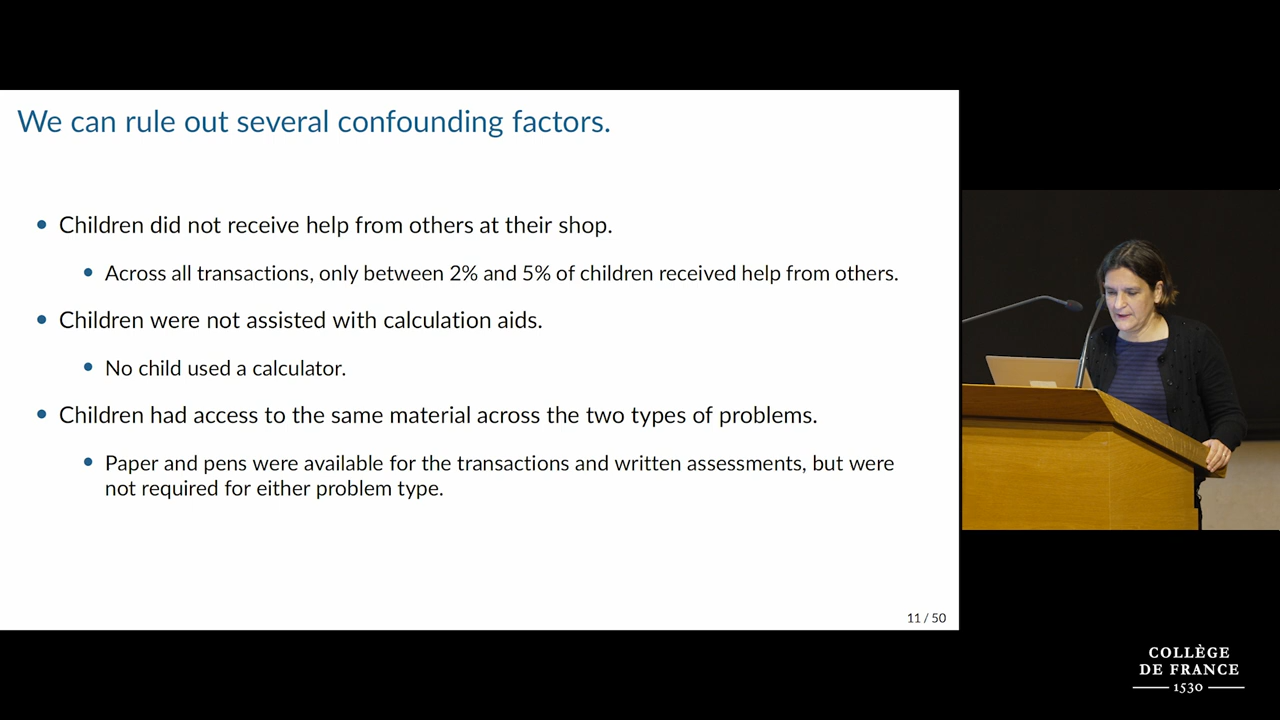 We can rule out several confounding factors.
Children did not receive help from others at their shop.
Across all transactions, only between 2% and 5% of children received help from others.
Children were not assisted with calculation aids.
No child used a calculator.
Children had access to the same material across the two types of problems.
Paper and pens were available for the transactions and written assessments, but were
not required for either problem type.
11 / 50
COLLÈGE
DE FRANCE
1530